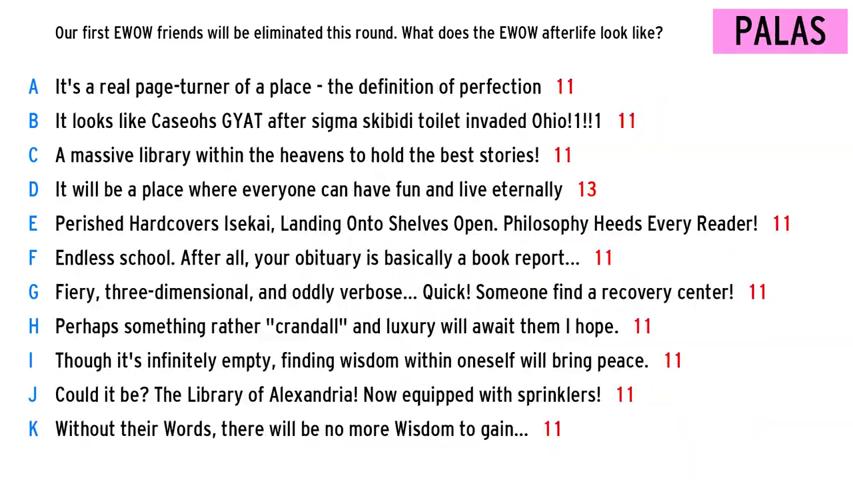 Our first EWOW friends will be eliminated this round. What does the EWOW afterlife look like?
PALAS
A It's a real page-turner of a place - the definition of perfection 11
B It looks like Caseohs GYAT after sigma skibidi toilet invaded Ohio!1!!1 11
C A massive library within the heavens to hold the best stories! 11
D It will be a place where everyone can have fun and live eternally 13
E Perished Hardcovers Isekai, Landing Onto Shelves Open. Philosophy Heeds Every Reader! 11
F Endless school. After all, your obituary is basically a book report... 11
G Fiery, three-dimensional, and oddly verbose... Quick! Someone find a recovery center! 11
H Perhaps something rather "crandall" and luxury will await them I hope. 11
I Though it's infinitely empty, finding wisdom within oneself will bring peace. 11
J Could it be? The Library of Alexandria! Now equipped with sprinklers! 11
K Without their Words, there will be no more Wisdom to gain... 11